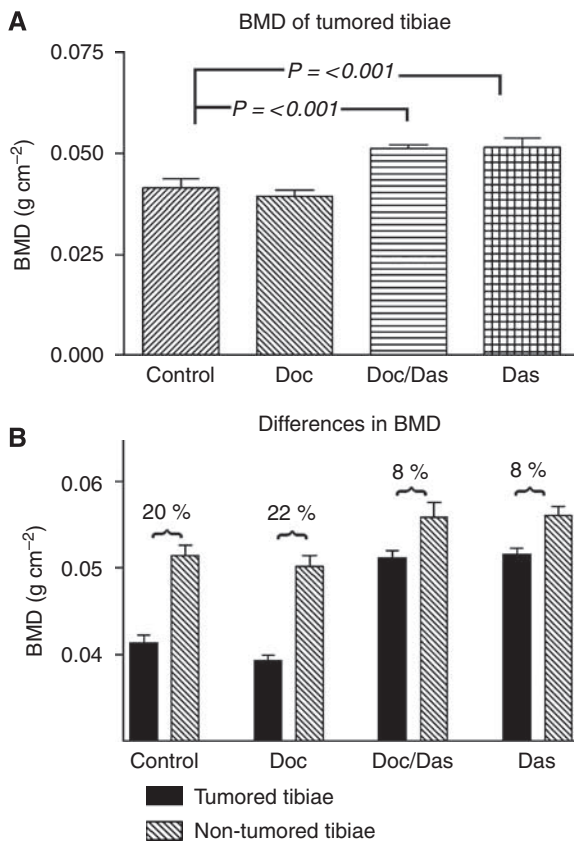 A
BMD of tumored tibiae
0.075
0.050
0.025
0.000
BMD (g cm⁻²)
P = <0.001
P = <0.001
Control Doc Doc/Das Das
B
Differences in BMD
0.06
0.05
0.04
BMD (g cm⁻²)
20 % 22 % 8 % 8 %
Control Doc Doc/Das Das
Tumored tibiae
Non-tumored tibiae